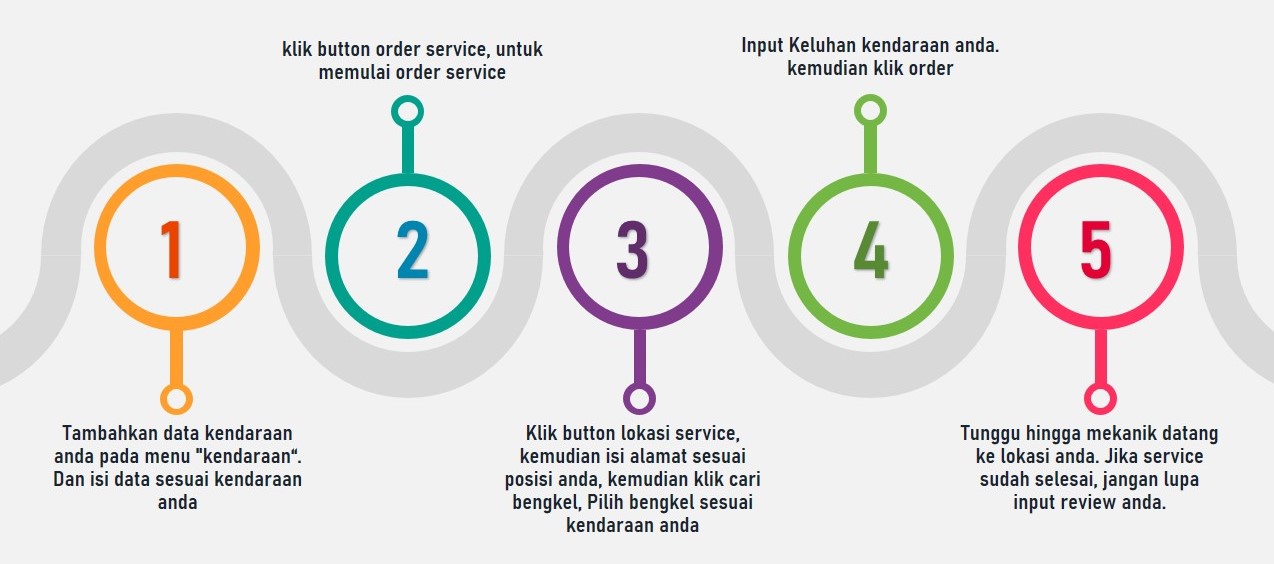 1
Tambahkan data kendaraan
anda pada menu "kendaraan“.
Dan isi data sesuai kendaraan
anda
klik button order service, untuk
memulai order service
2
3
Klik button lokasi service,
kemudian isi alamat sesuai
posisi anda, kemudian klik cari
bengkel, Pilih bengkel sesuai
kendaraan anda
Input Keluhan kendaraan anda.
kemudian klik order
4
5
Tunggu hingga mekanik datang
ke lokasi anda. Jika service
sudah selesai, jangan lupa
input review anda.